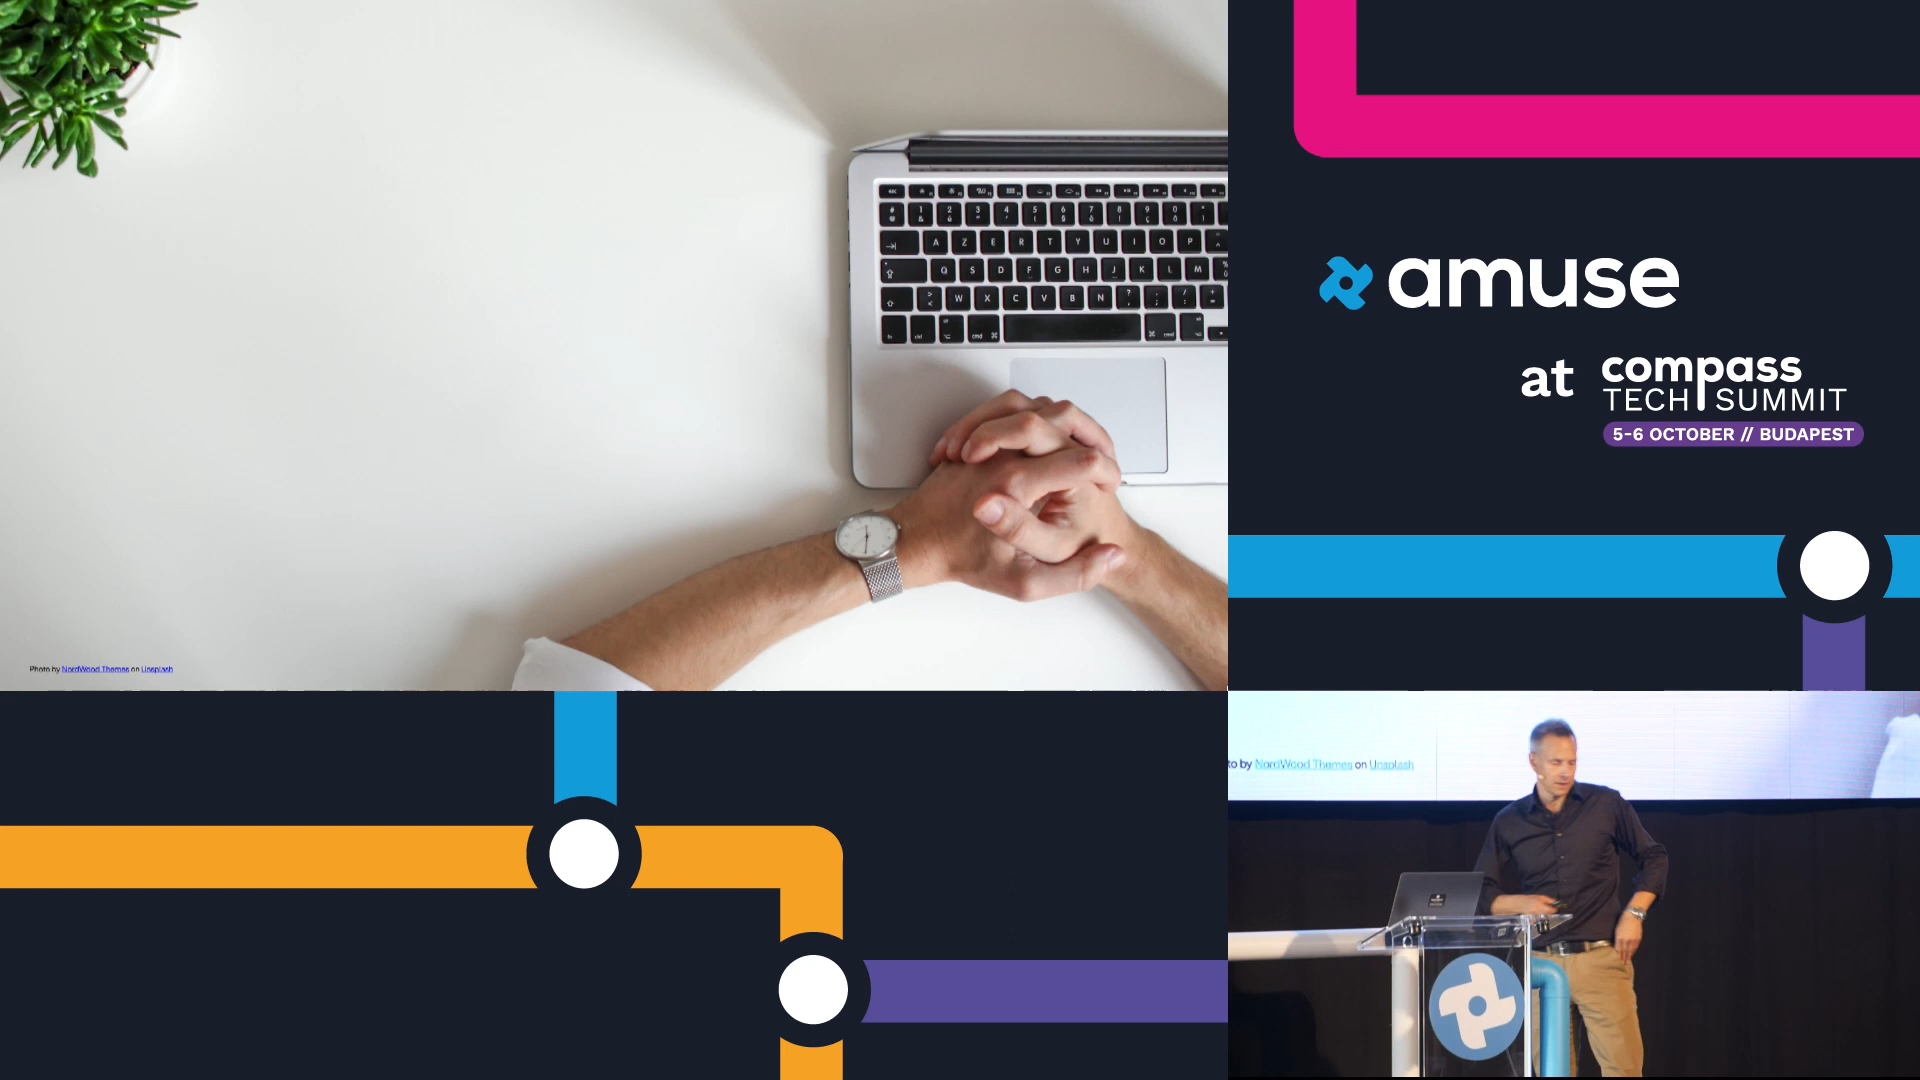 Photo by NordWood Themes on Unsplash
amuse
at
compass
TECH SUMMIT
5-6 OCTOBER // BUDAPEST
to by NordWood Themes on Unsplash
A Z E R T Y U I O P
Q S D F G H J K L M
W X C V B N